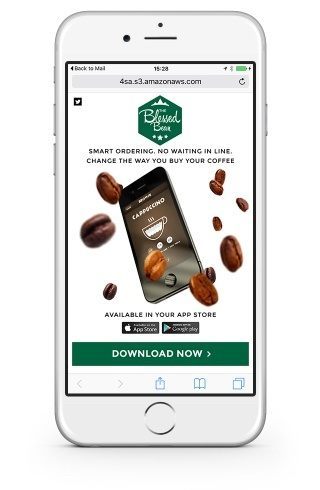 Back to Mail 15:28
4sa.s3.amazonaws.com
THE
Blessed
Bean
SMART ORDERING. NO WAITING IN LINE.
CHANGE THE WAY YOU BUY YOUR COFFEE
CAPPUCCINO
AVAILABLE IN YOUR APP STORE
App Store
Google play
DOWNLOAD NOW >